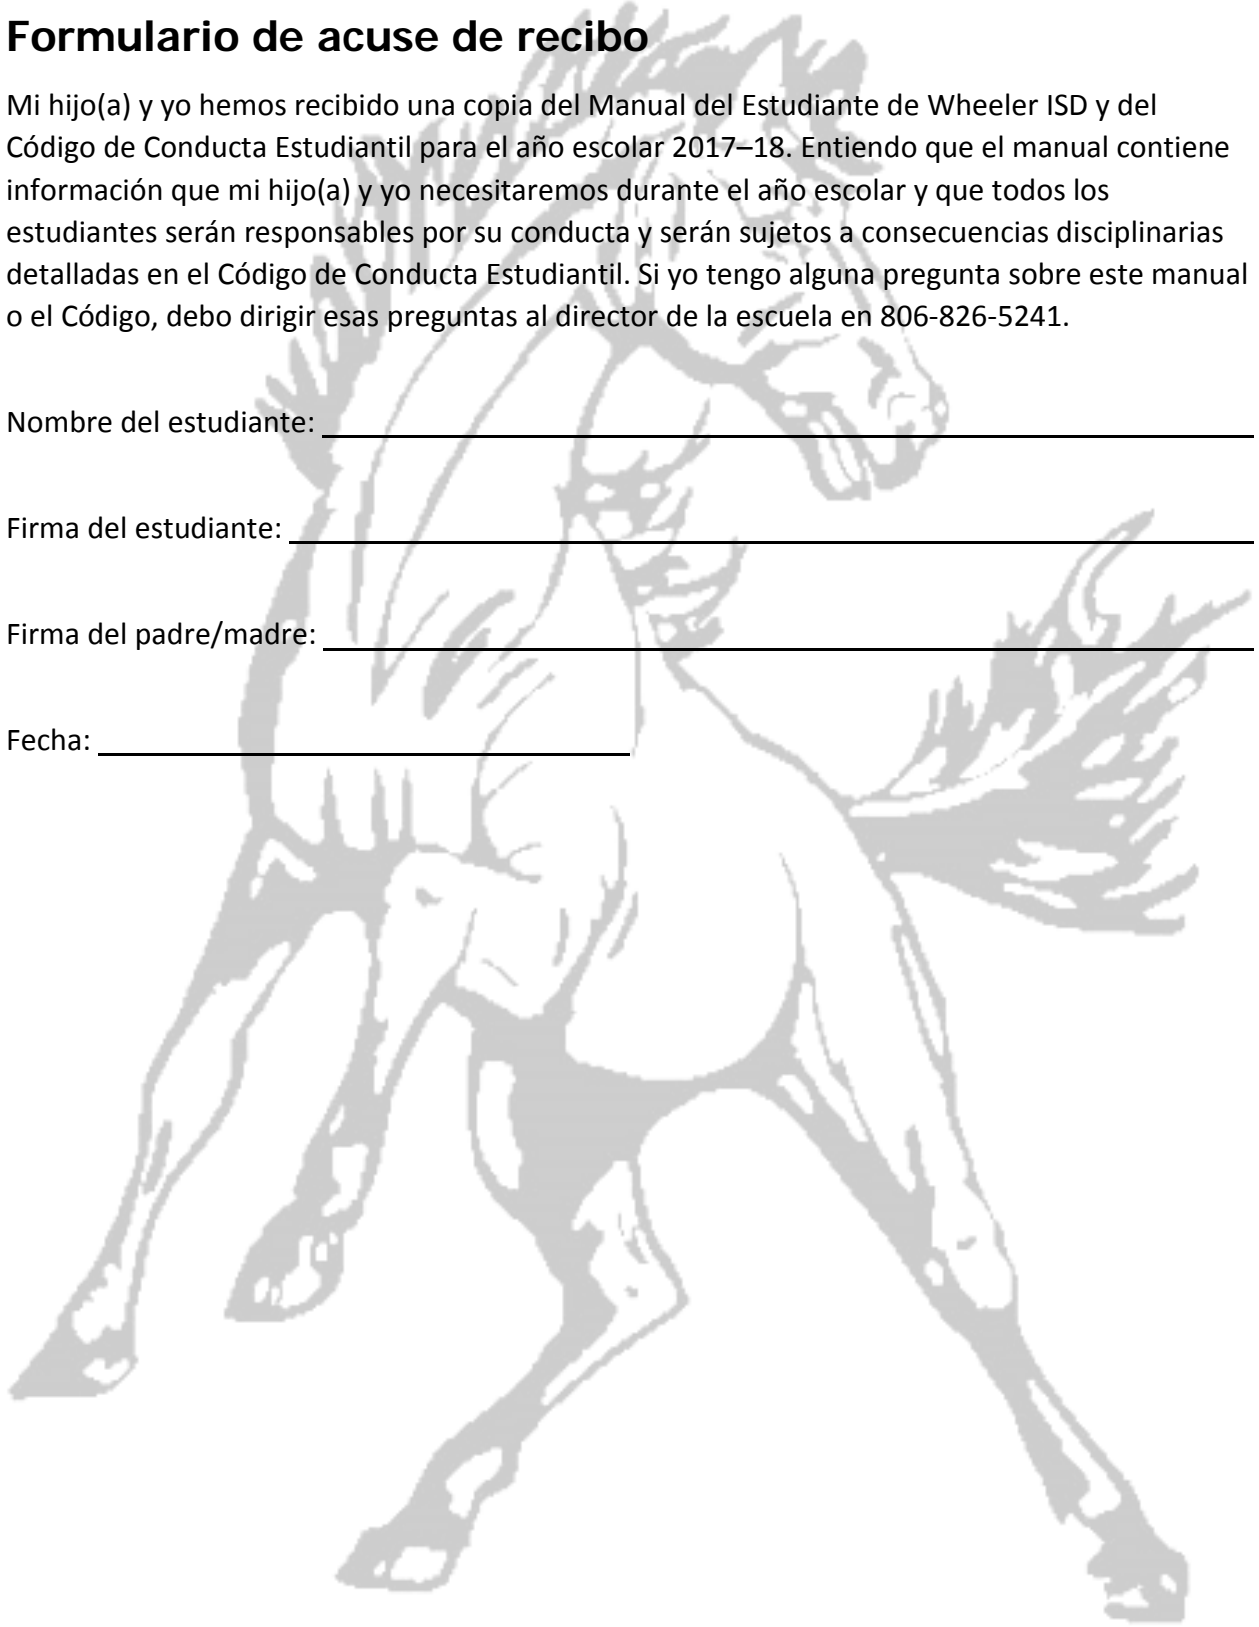 Formulario de acuse de recibo
Mi hijo(a) y yo hemos recibido una copia del Manual del Estudiante de Wheeler ISD y del
Código de Conducta Estudiantil para el año escolar 2017–18. Entiendo que el manual contiene
información que mi hijo(a) y yo necesitaremos durante el año escolar y que todos los
estudiantes serán responsables por su conducta y serán sujetos a consecuencias disciplinarias
detalladas en el Código de Conducta Estudiantil. Si yo tengo alguna pregunta sobre este manual
o el Código, debo dirigir esas preguntas al director de la escuela en 806-826-5241.
Nombre del estudiante:
Firma del estudiante:
Firma del padre/madre:
Fecha: